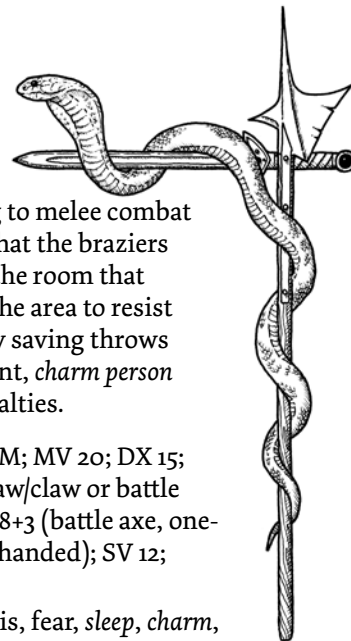 g to melee combat
hat the braziers
the room that
he area to resist
y saving throws
nt, charm person
alties.
M; MV 20; DX 15;
aw/claw or battle
8+3 (battle axe, one-
handed); SV 12;
is, fear, sleep, charm,